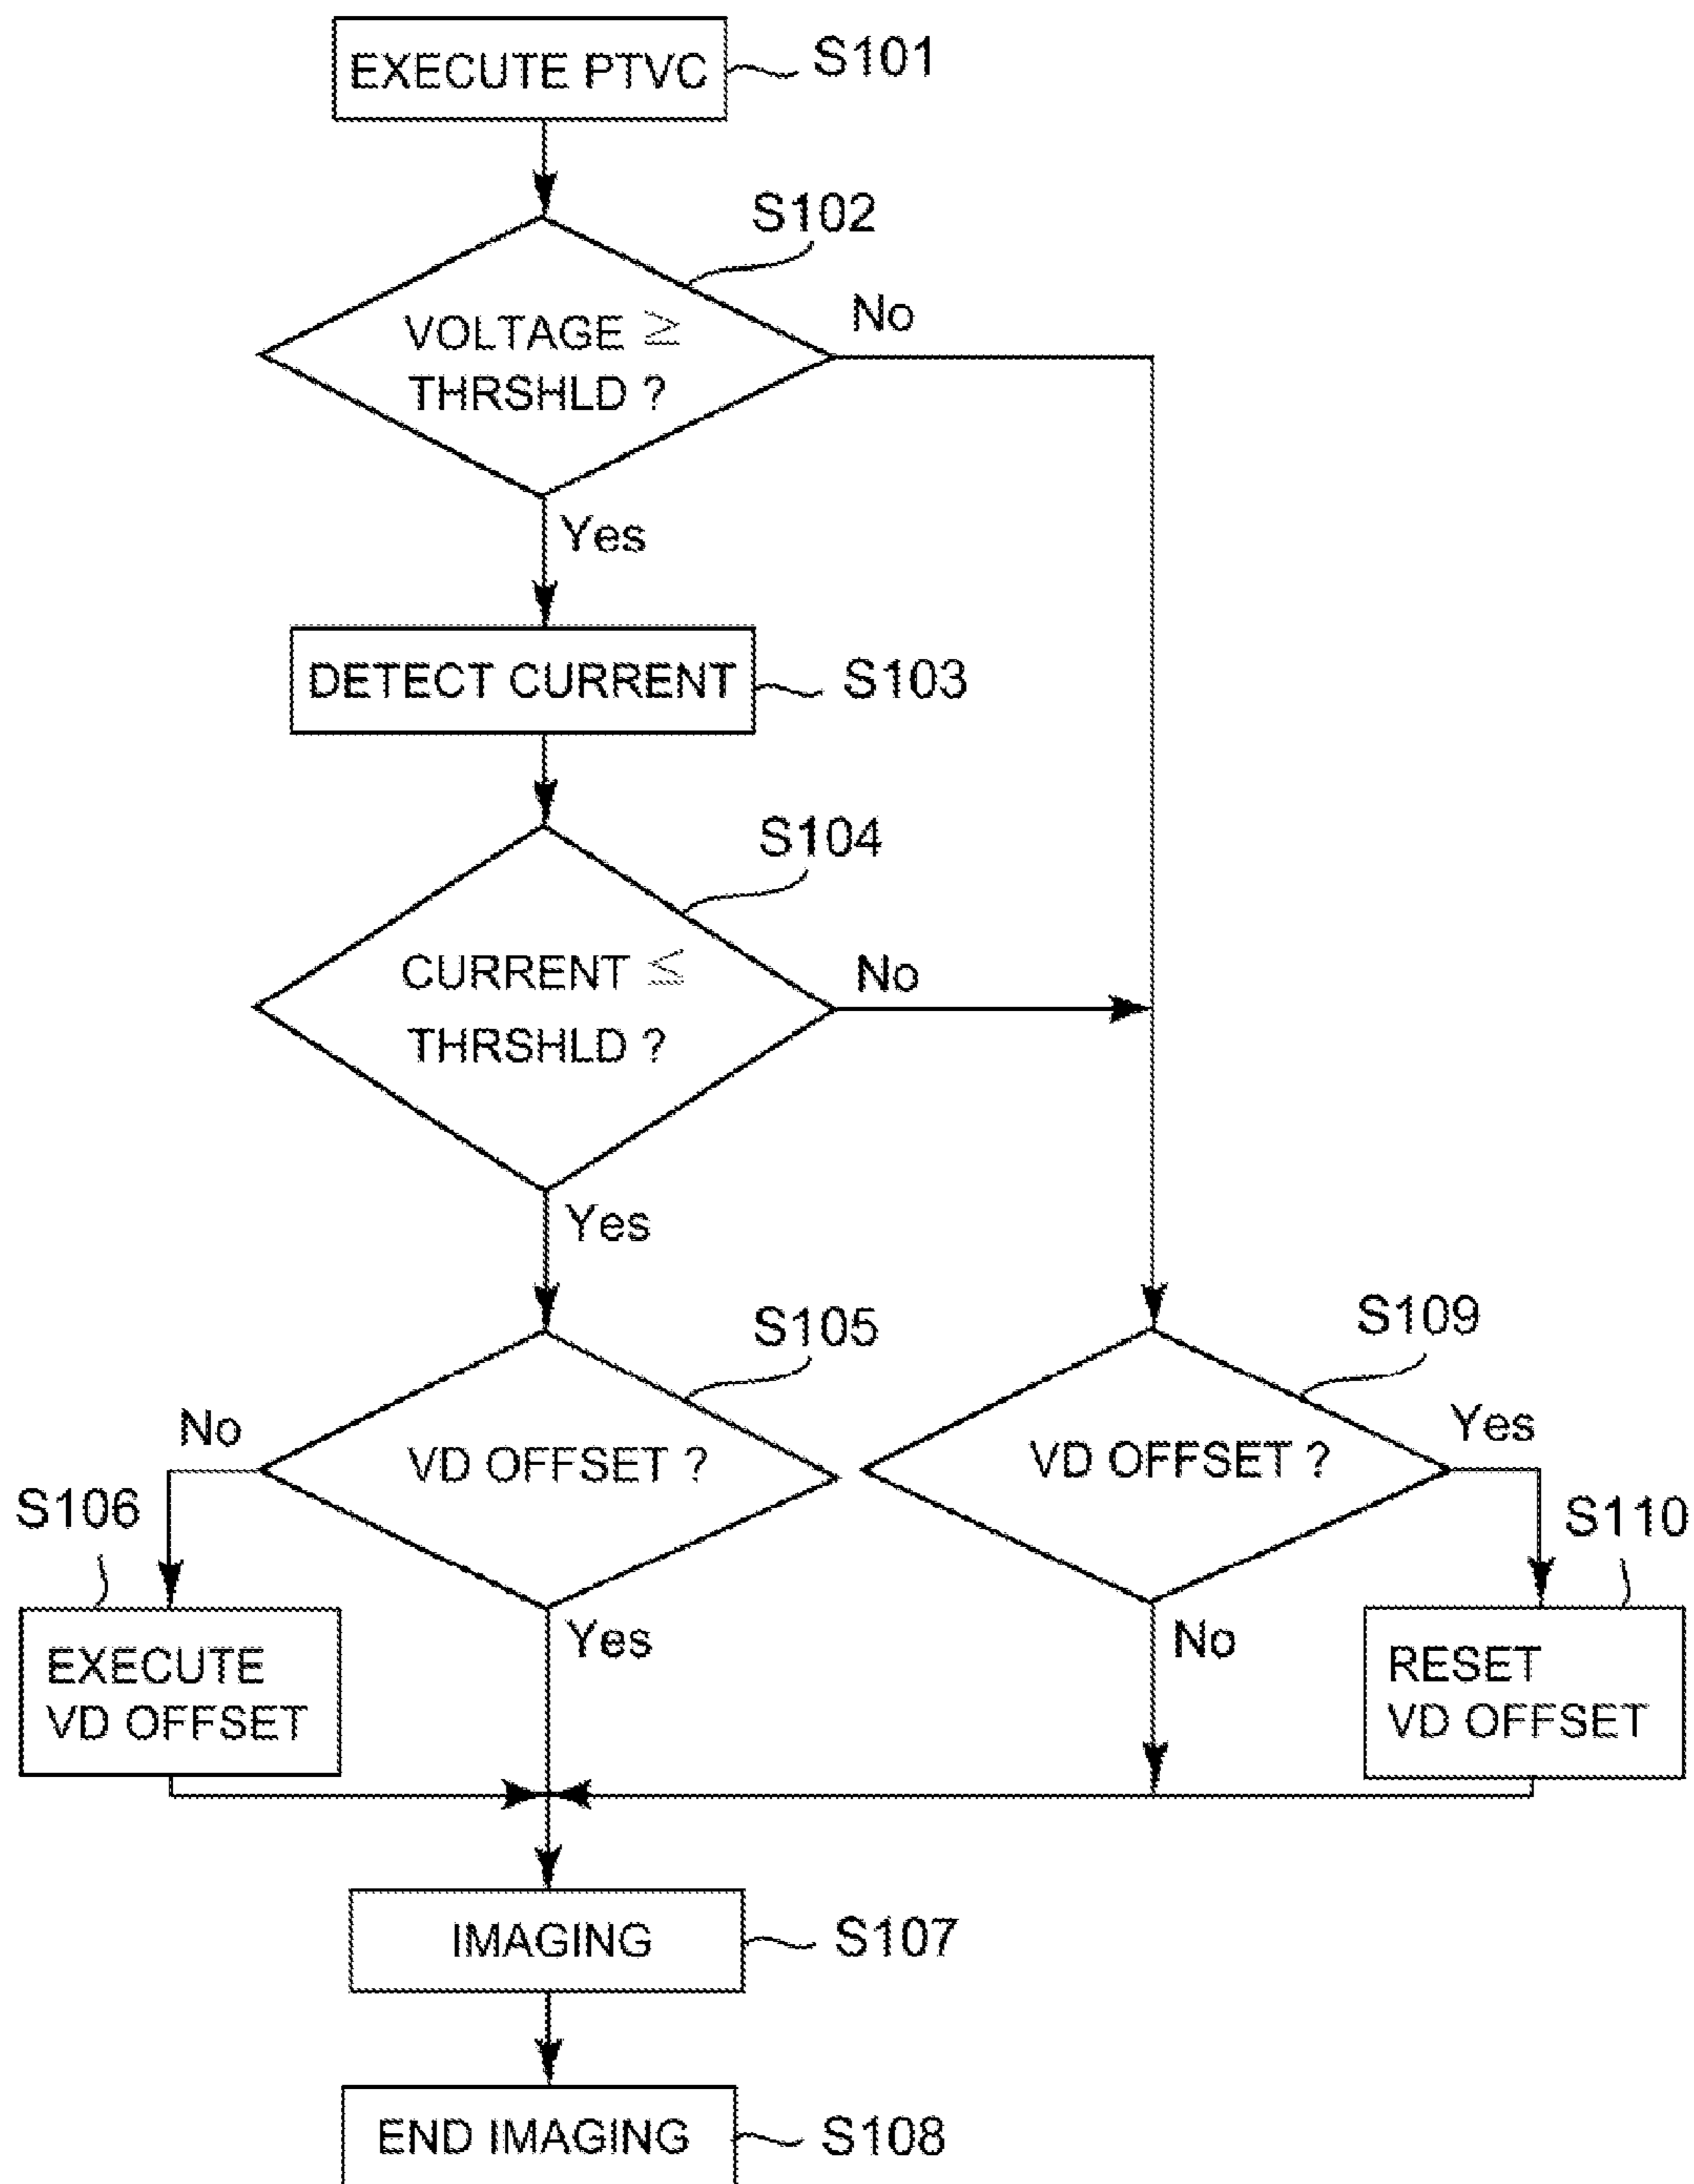 EXECUTE PTVC
S101
S102
VOLTAGE ≧
THRSHLD ?
No
Yes
DETECT CURRENT
S103
S104
CURRENT ≦
THRSHLD ?
No
Yes
S105
S109
No
VD OFFSET ?
VD OFFSET ?
Yes
S106
S110
Yes
No
EXECUTE
VD OFFSET
RESET
VD OFFSET
IMAGING
S107
END IMAGING
S108